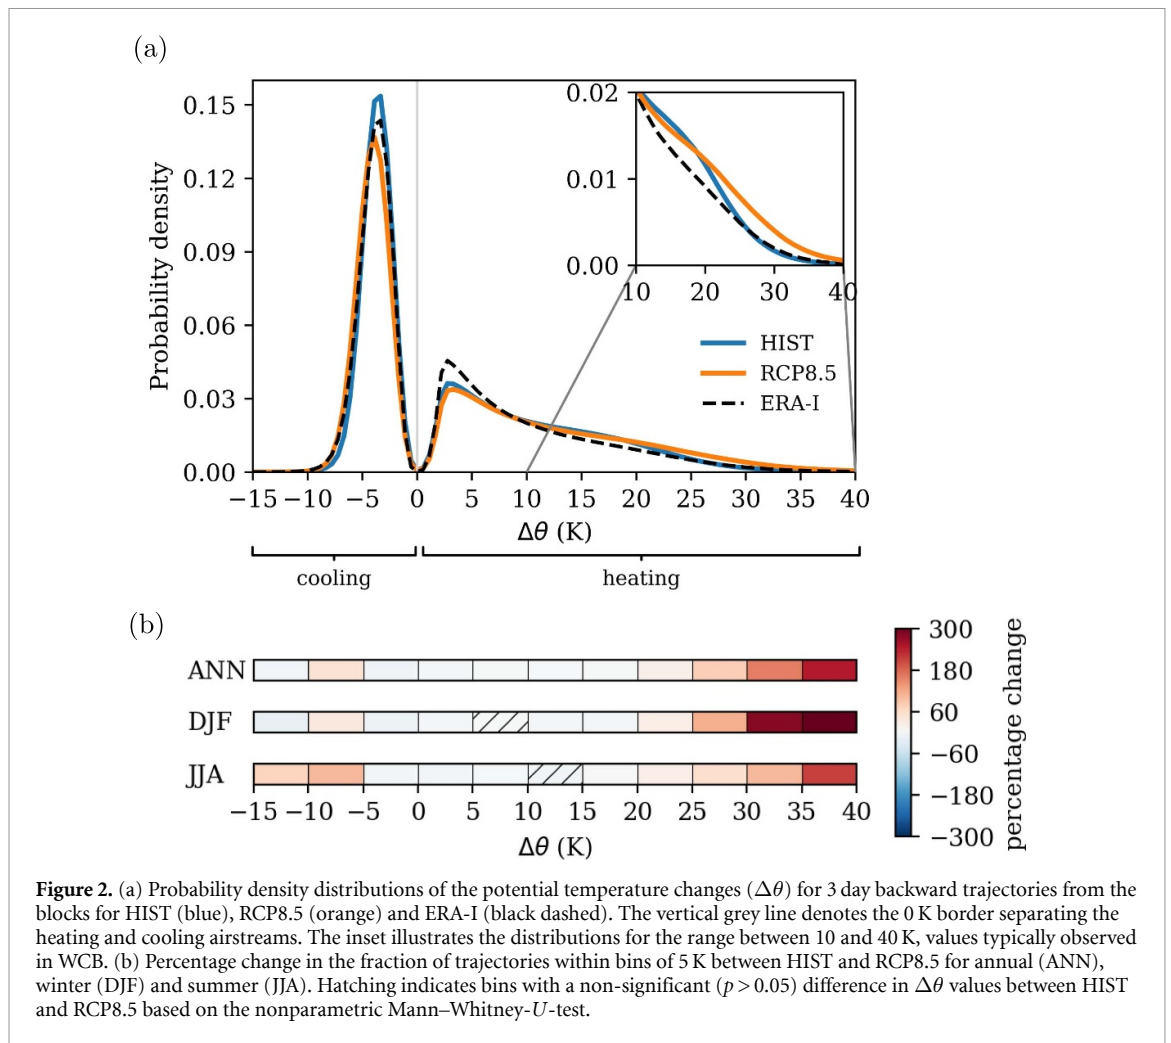 (a)
0.15
0.12
0.09
0.06
0.03
0.00
Probability density
0.02
0.01
0.00
10 20 30 40
HIST
RCP8.5
ERA-I
−15 −10 −5 0 5 10 15 20 25 30 35 40
Δθ (K)
cooling heating
(b)
ANN
DJF
JJA
−15 −10 −5 0 5 10 15 20 25 30 35 40
Δθ (K)
300
180
60
−60
−180
−300
percentage change
Figure 2. (a) Probability density distributions of the potential temperature changes (Δθ) for 3 day backward trajectories from the
blocks for HIST (blue), RCP8.5 (orange) and ERA-I (black dashed). The vertical grey line denotes the 0 K border separating the
heating and cooling airstreams. The inset illustrates the distributions for the range between 10 and 40 K, values typically observed
in WCB. (b) Percentage change in the fraction of trajectories within bins of 5 K between HIST and RCP8.5 for annual (ANN),
winter (DJF) and summer (JJA). Hatching indicates bins with a non-significant (p > 0.05) difference in Δθ values between HIST
and RCP8.5 based on the nonparametric Mann–Whitney-U-test.